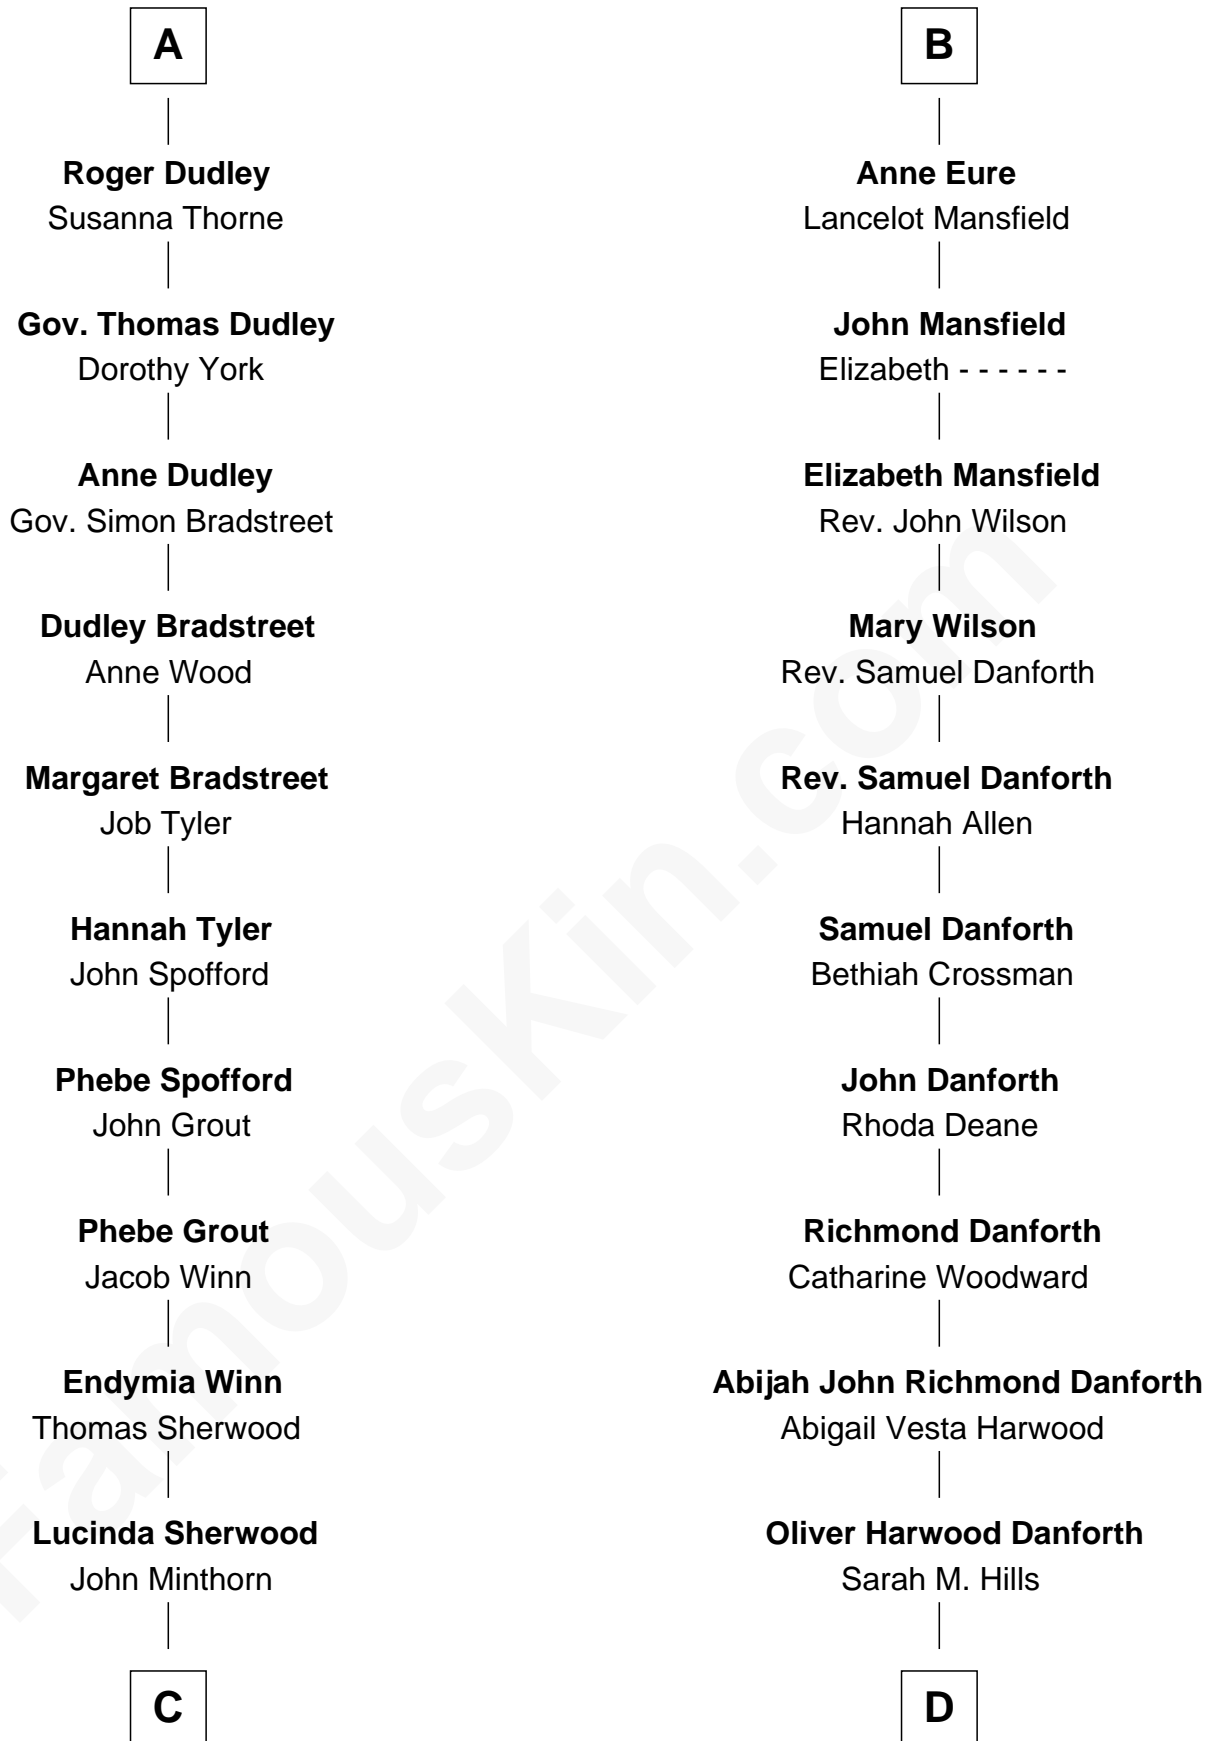 A
Roger Dudley
Susanna Thorne
Gov. Thomas Dudley
Dorothy York
Anne Dudley
Gov. Simon Bradstreet
Dudley Bradstreet
Anne Wood
Margaret Bradstreet
Job Tyler
Hannah Tyler
John Spofford
Phebe Spofford
John Grout
Phebe Grout
Jacob Winn
Endymia Winn
Thomas Sherwood
Lucinda Sherwood
John Minthorn
C
B
Anne Eure
Lancelot Mansfield
John Mansfield
Elizabeth - - - - - -
Elizabeth Mansfield
Rev. John Wilson
Mary Wilson
Rev. Samuel Danforth
Rev. Samuel Danforth
Hannah Allen
Samuel Danforth
Bethiah Crossman
John Danforth
Rhoda Deane
Richmond Danforth
Catharine Woodward
Abijah John Richmond Danforth
Abigail Vesta Harwood
Oliver Harwood Danforth
Sarah M. Hills
D
FamousKin.com